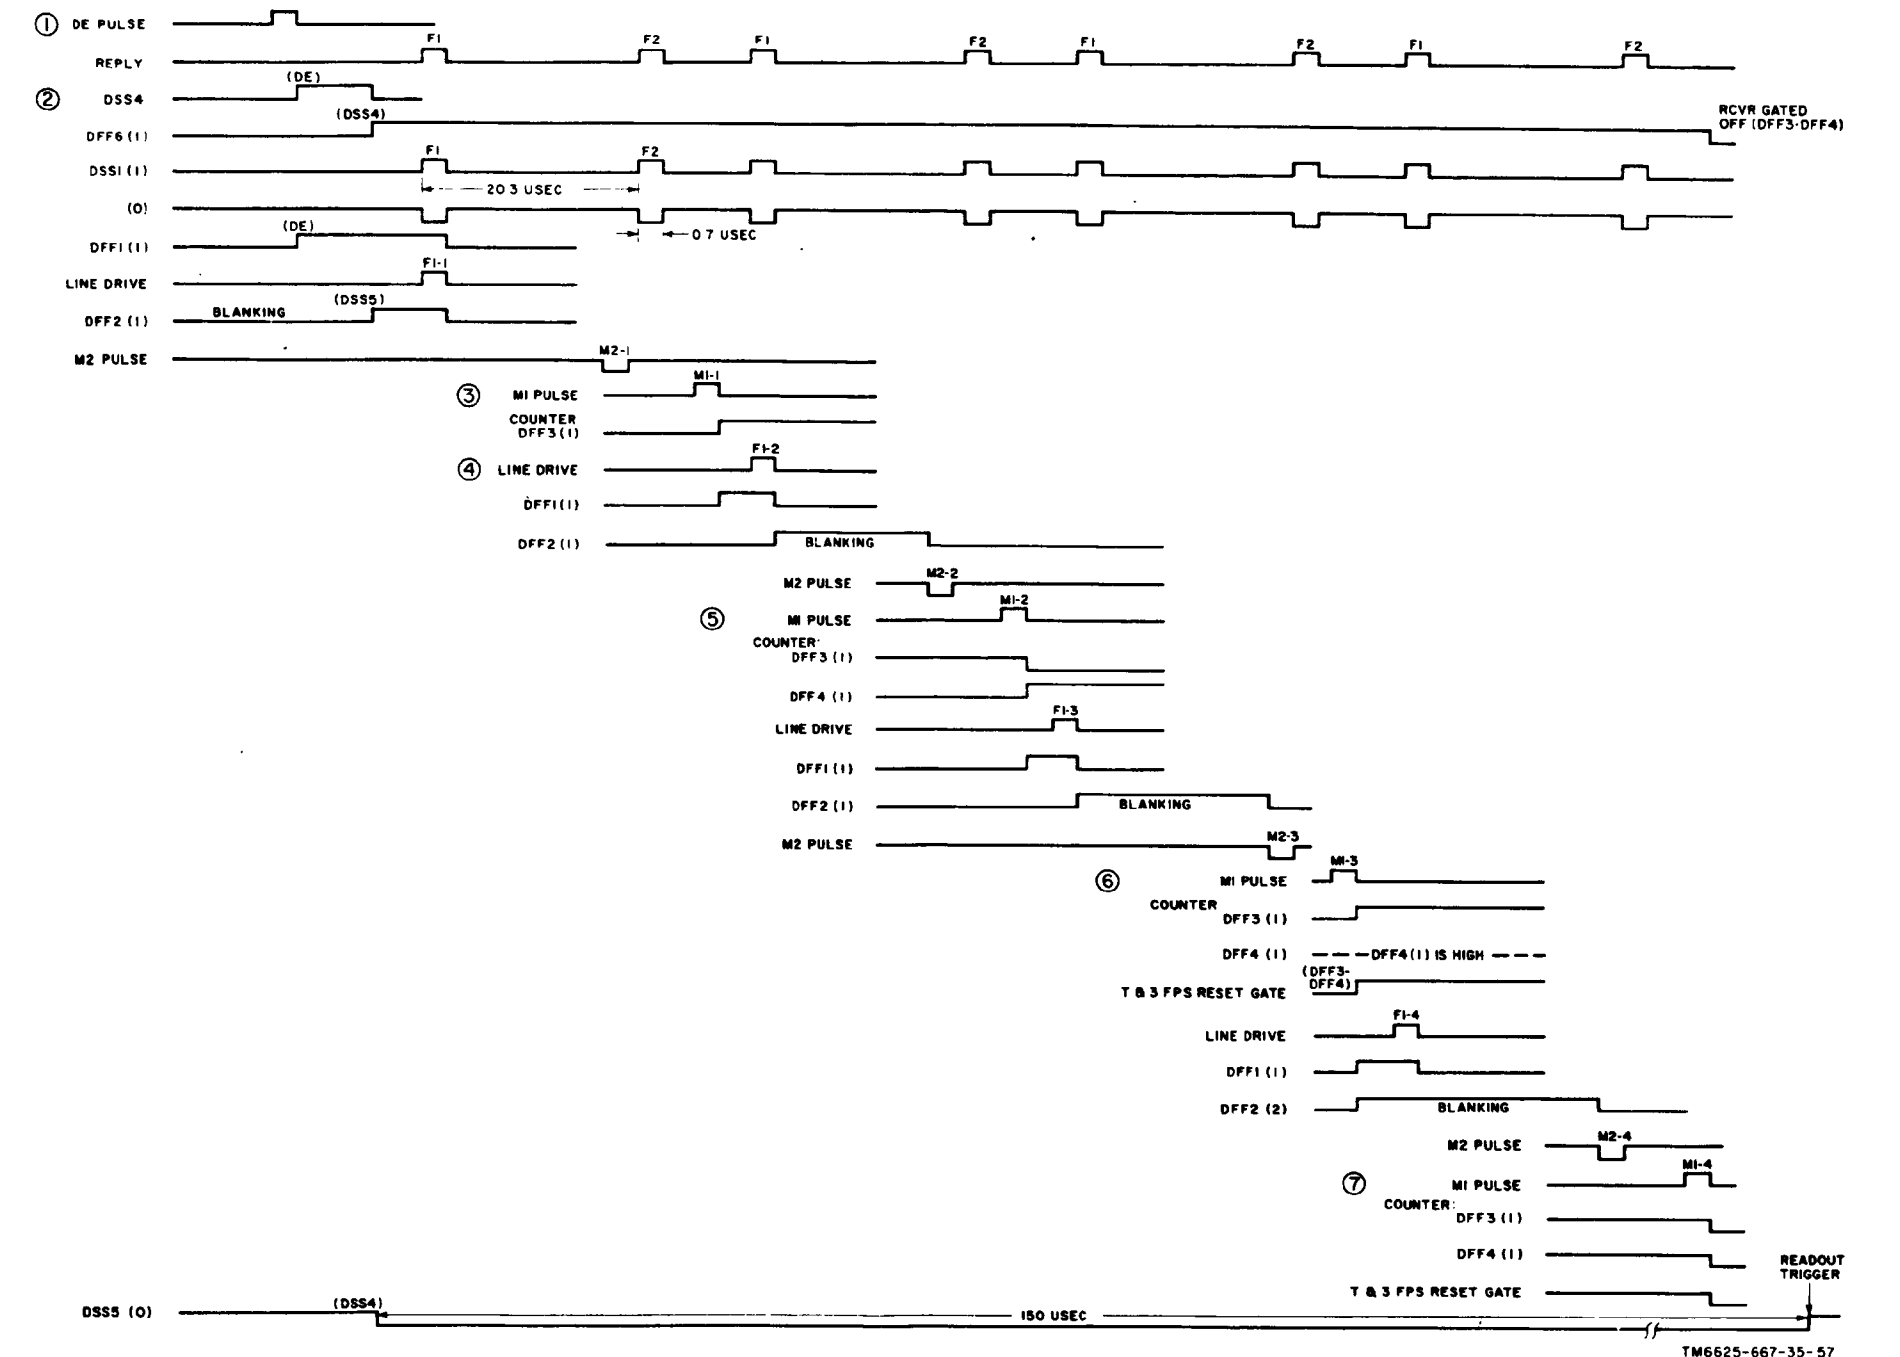 ① DE PULSE
F1 F2 F1 F2 F1 F2 F1 F2
REPLY
(DE)
② DSS4
(DSS4)
DFF6 (1)
RCVR GATED
OFF (DFF3·DFF4)
F1 F2
DSS1 (1)
20 3 USEC
(0)
0 7 USEC
(DE)
DFF1 (1)
F1-1
LINE DRIVE
(DSS5)
BLANKING
DFF2 (1)
M2-1
M2 PULSE
M1-1
③ M1 PULSE
COUNTER
DFF3 (1)
F1-2
④ LINE DRIVE
DFF1 (1)
DFF2 (1) BLANKING
M2-2
M2 PULSE
M1-2
⑤ M1 PULSE
COUNTER:
DFF3 (1)
DFF4 (1)
F1-3
LINE DRIVE
DFF1 (1)
DFF2 (1) BLANKING
M2-3
M2 PULSE
M1-3
⑥ M1 PULSE
COUNTER
DFF3 (1)
DFF4 (1) DFF4 (1) IS HIGH
(DFF3-
DFF4)
T & 3 FPS RESET GATE
F1-4
LINE DRIVE
DFF1 (1)
DFF2 (2) BLANKING
M2-4
M2 PULSE
M1-4
⑦ M1 PULSE
COUNTER:
DFF3 (1)
DFF4 (1)
READOUT
TRIGGER
T & 3 FPS RESET GATE
(DSS4)
DSS5 (0)
150 USEC
TM6625-667-35-57